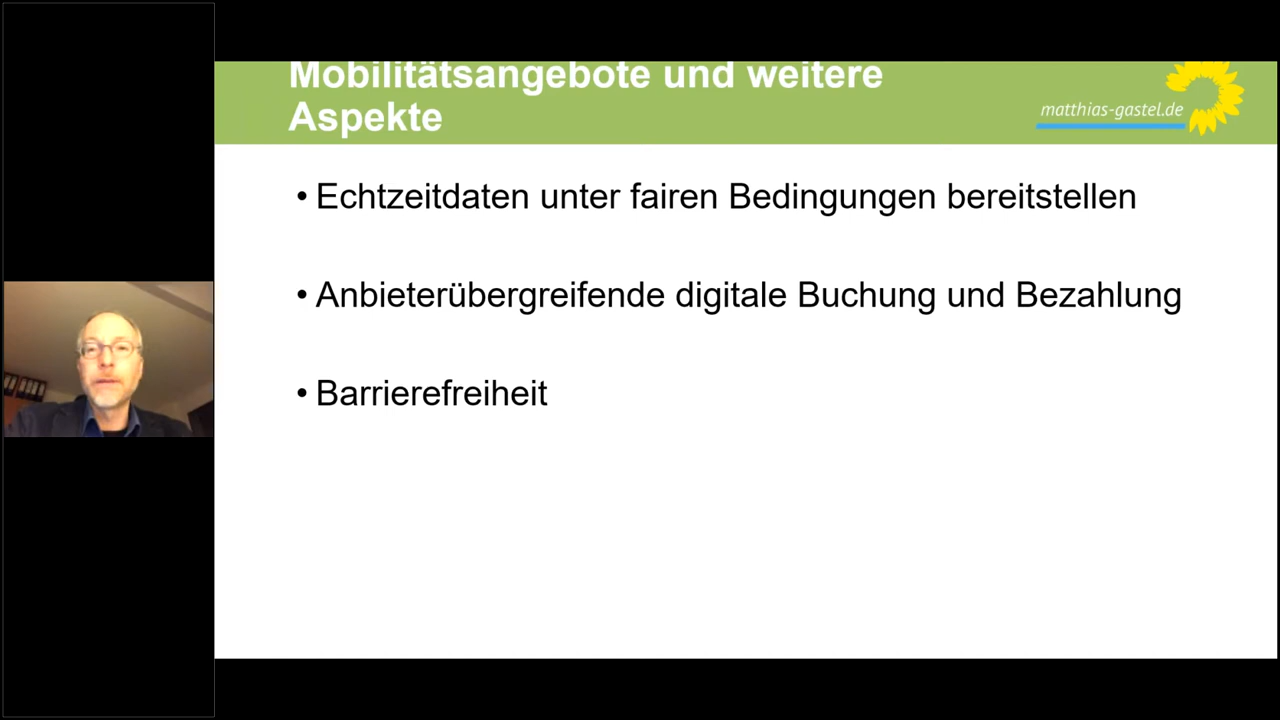 Mobilitätsangebote und weitere
Aspekte
matthias-gastel.de
• Echtzeitdaten unter fairen Bedingungen bereitstellen
• Anbieterübergreifende digitale Buchung und Bezahlung
• Barrierefreiheit